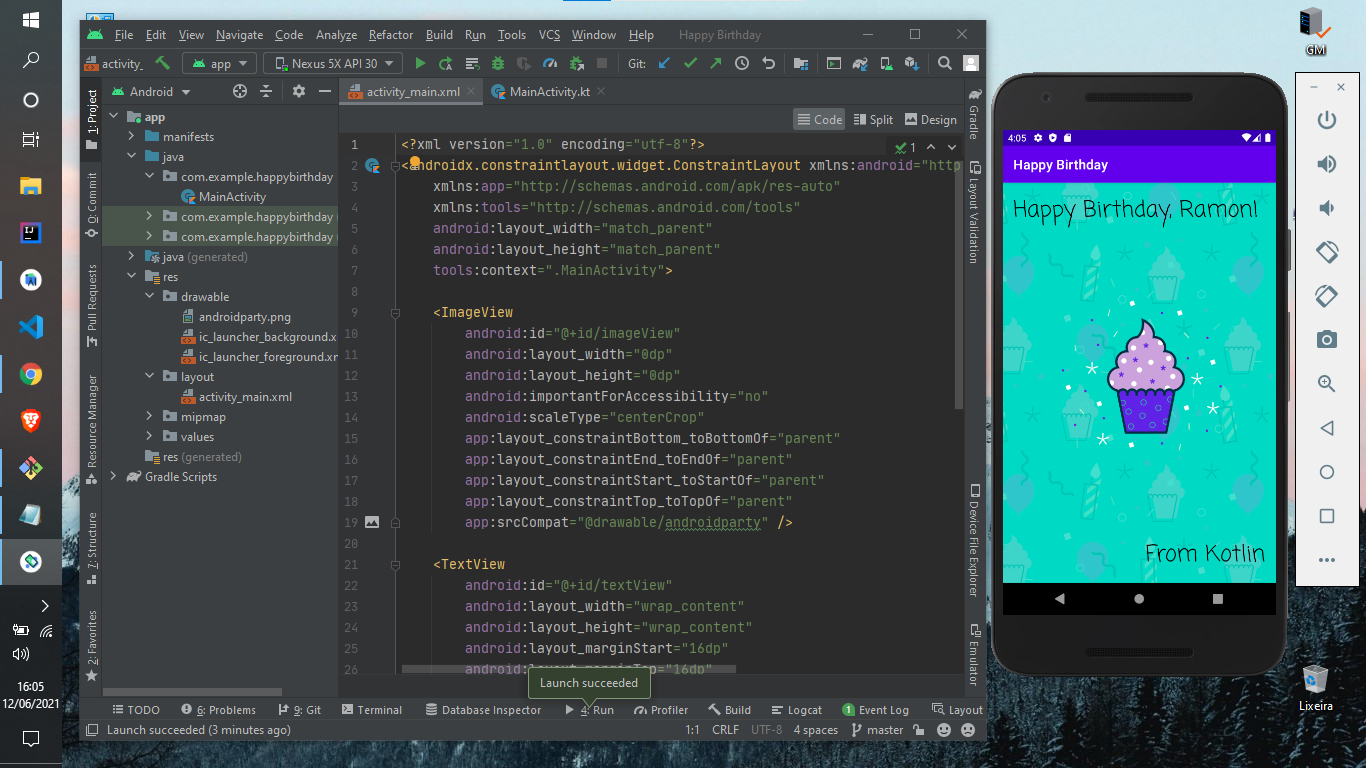 File Edit View Navigate Code Analyze Refactor Build Run Tools VCS Window Help Happy Birthday
activity_ app Nexus 5X API 30 Git:
Android
activity_main.xml
MainActivity.kt
Code Split Design
1: Project
0: Commit
Pull Requests
Resource Manager
7: Structure
2: Favorites
app
manifests
java
com.example.happybirthday
MainActivity
com.example.happybirthday (
com.example.happybirthday (
java (generated)
res
drawable
androidparty.png
ic_launcher_background.x
ic_launcher_foreground.xr
layout
activity_main.xml
mipmap
values
res (generated)
Gradle Scripts
1 <?xml version="1.0" encoding="utf-8"?>
1
2 <androidx.constraintlayout.widget.ConstraintLayout xmlns:android="http
3 xmlns:app="http://schemas.android.com/apk/res-auto"
4 xmlns:tools="http://schemas.android.com/tools"
5 android:layout_width="match_parent"
6 android:layout_height="match_parent"
7 tools:context=".MainActivity">
8
9 <ImageView
10 android:id="@+id/imageView"
11 android:layout_width="0dp"
12 android:layout_height="0dp"
13 android:importantForAccessibility="no"
14 android:scaleType="centerCrop"
15 app:layout_constraintBottom_toBottomOf="parent"
16 app:layout_constraintEnd_toEndOf="parent"
17 app:layout_constraintStart_toStartOf="parent"
18 app:layout_constraintTop_toTopOf="parent"
19 app:srcCompat="@drawable/androidparty" />
20
21 <TextView
22 android:id="@+id/textView"
23 android:layout_width="wrap_content"
24 android:layout_height="wrap_content"
25 android:layout_marginStart="16dp"
26 android:layout_marginTop="16dp"
Gradle
Layout Validation
Device File Explorer
Emulator
Launch succeeded
TODO 6: Problems 9: Git Terminal Database Inspector 4: Run Profiler Build Logcat 1 Event Log Layout
Launch succeeded (3 minutes ago) 1:1 CRLF UTF-8 4 spaces master
4:05
Happy Birthday
Happy Birthday, Ramon!
From Kotlin
GM
Lixeira
16:05
12/06/2021